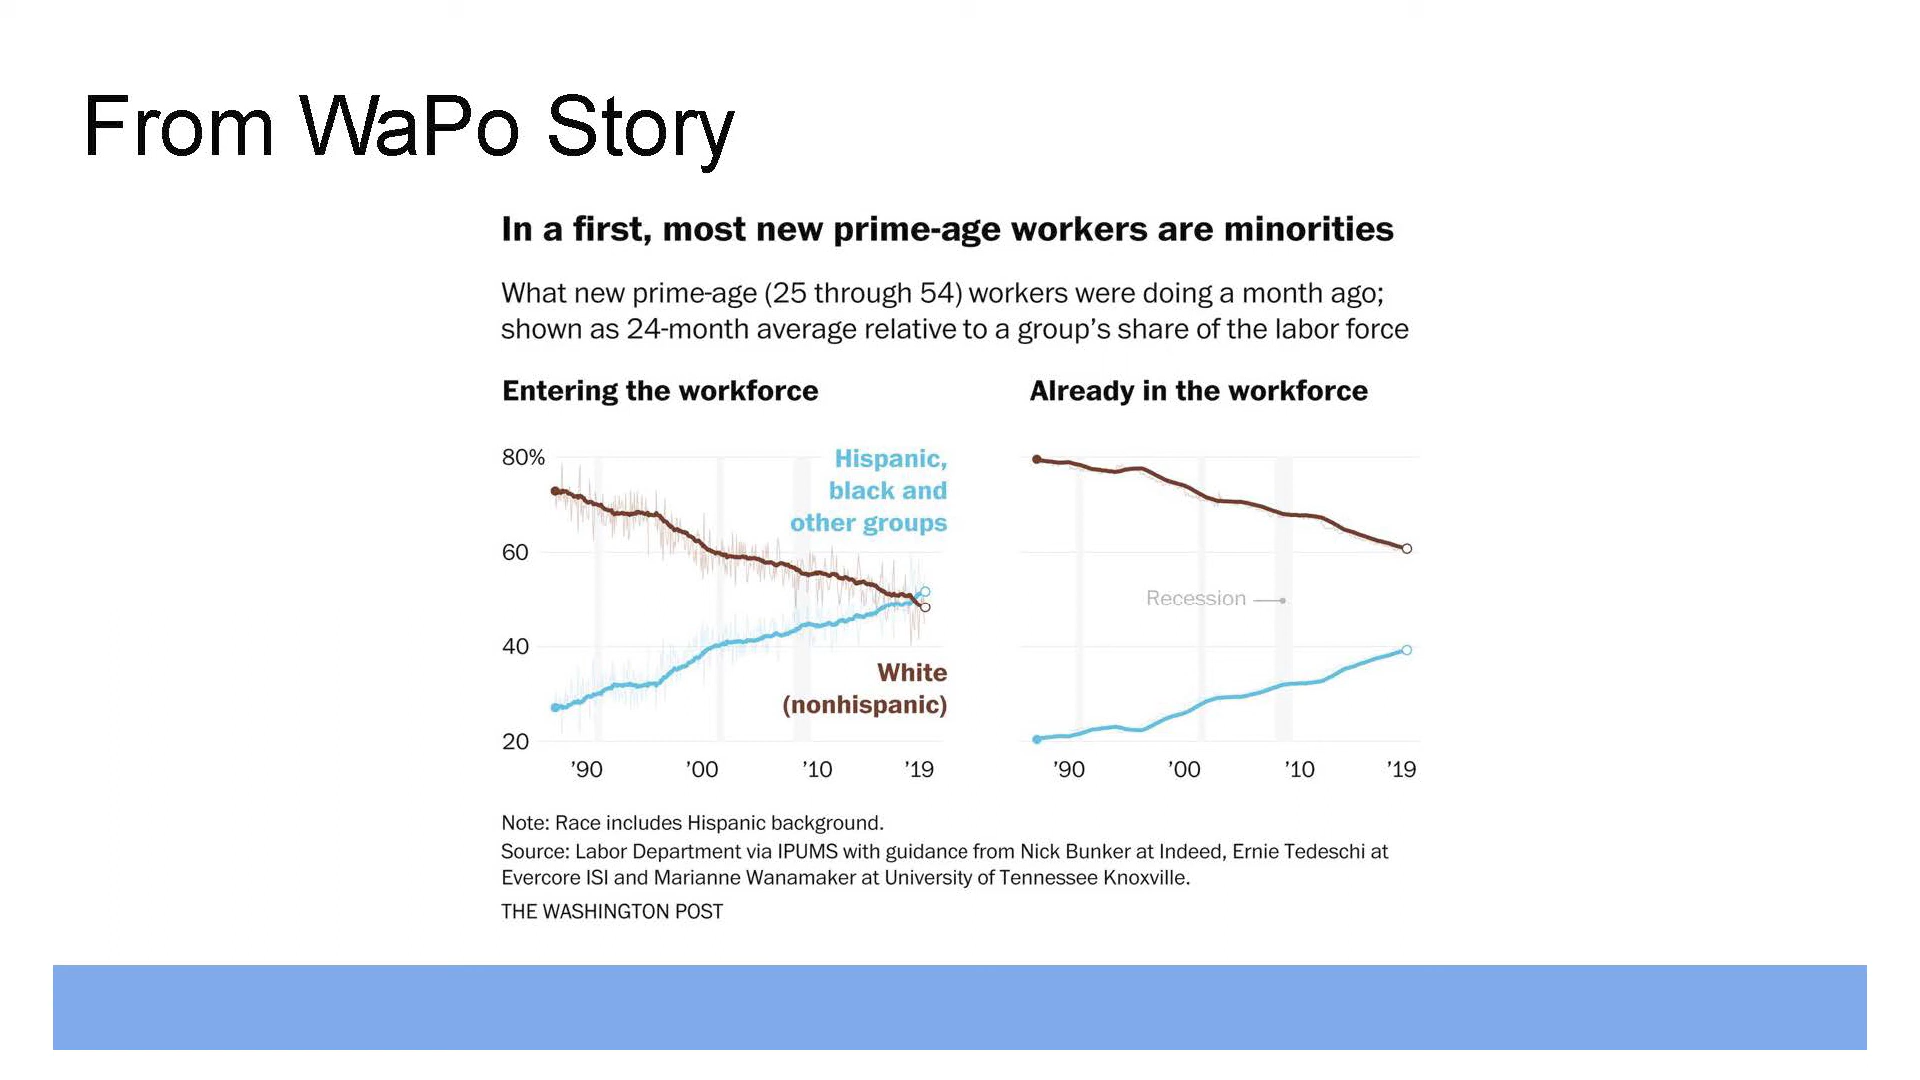 From WaPo Story
In a first, most new prime-age workers are minorities
What new prime-age (25 through 54) workers were doing a month ago;
shown as 24-month average relative to a group's share of the labor force
Entering the workforce
80%
60
40
20
Hispanic,
black and
other groups
White
(nonhispanic)
'90 '00 '10 '19
Already in the workforce
Recession
'90 '00 '10 '19
Note: Race includes Hispanic background.
Source: Labor Department via IPUMS with guidance from Nick Bunker at Indeed, Ernie Tedeschi at
Evercore ISI and Marianne Wanamaker at University of Tennessee Knoxville.
THE WASHINGTON POST